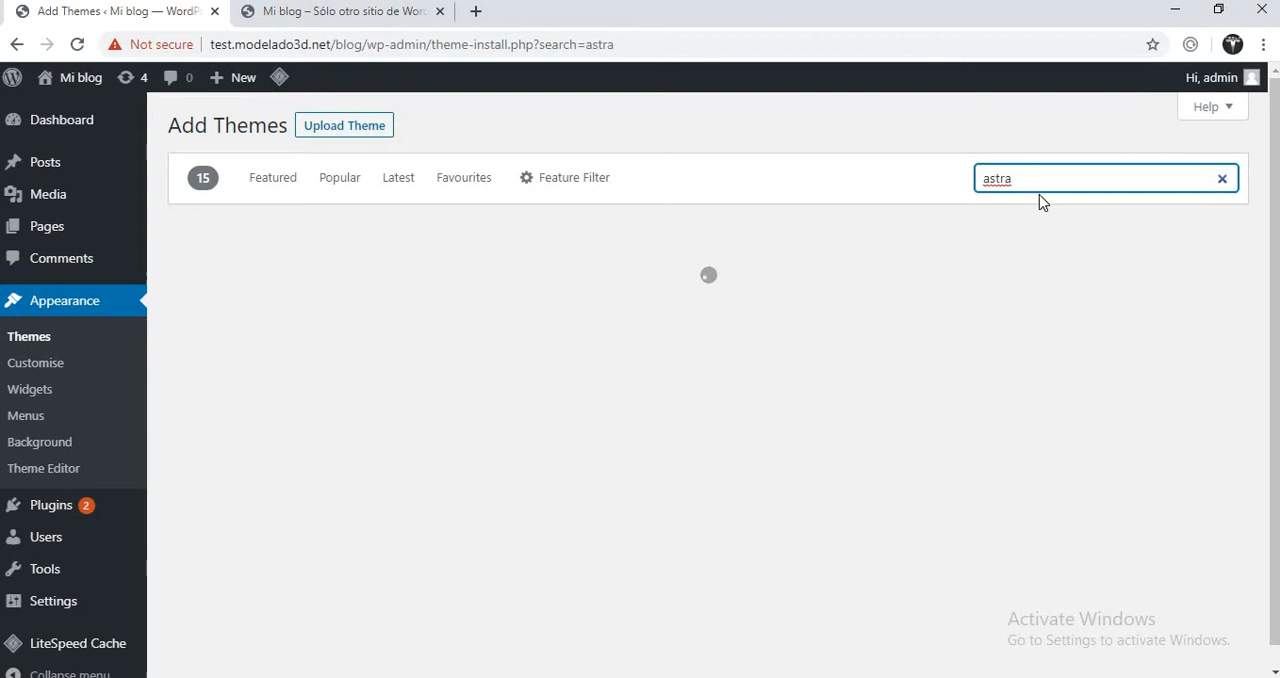 Add Themes ‹ Mi blog — WordP
Mi blog – Sólo otro sitio de Wor
Not secure
test.modelado3d.net/blog/wp-admin/theme-install.php?search=astra
Mi blog
4
0
New
Hi, admin
Dashboard
Posts
Media
Pages
Comments
Appearance
Themes
Customise
Widgets
Menus
Background
Theme Editor
Plugins 2
Users
Tools
Settings
LiteSpeed Cache
Collapse menu
Help
Add Themes
Upload Theme
15
Featured
Popular
Latest
Favourites
Feature Filter
astra
Activate Windows
Go to Settings to activate Windows.